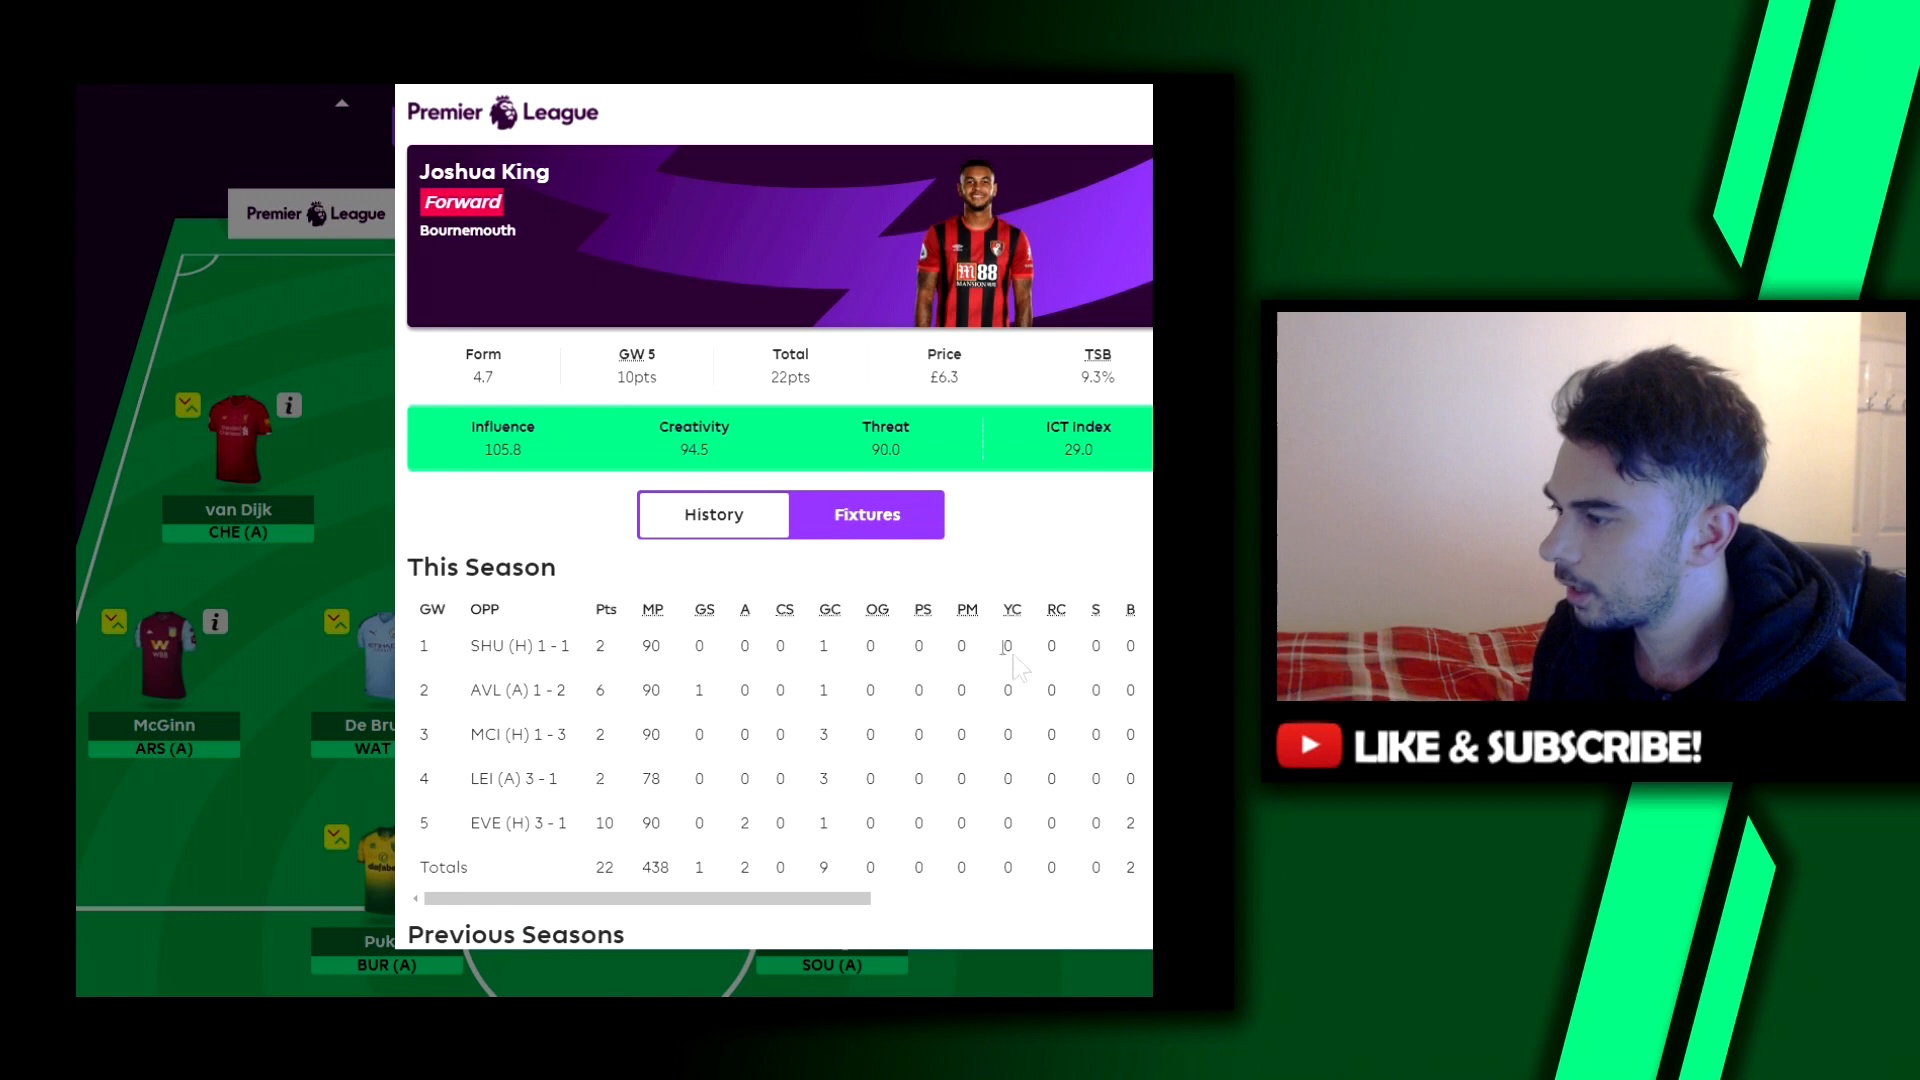 Premier League
Joshua King
Forward
Bournemouth
M88
MANSION
Form GW 5 Total Price TSB
4.7 10pts 22pts £6.3 9.3%
Influence Creativity Threat ICT Index
105.8 94.5 90.0 29.0
History Fixtures
This Season
GW OPP Pts MP GS A CS GC OG PS PM YC RC S B
1 SHU (H) 1 - 1 2 90 0 0 0 1 0 0 0 0 0 0 0
2 AVL (A) 1 - 2 6 90 1 0 0 1 0 0 0 0 0 0 0
3 MCI (H) 1 - 3 2 90 0 0 0 3 0 0 0 0 0 0 0
4 LEI (A) 3 - 1 2 78 0 0 0 3 0 0 0 0 0 0 0
5 EVE (H) 3 - 1 10 90 0 2 0 1 0 0 0 0 0 0 2
Totals 22 438 1 2 0 9 0 0 0 0 0 0 2
Previous Seasons
Premier League
van Dijk
CHE (A)
W88
McGinn
ARS (A)
De Bru
WAT
dafabe
Puk
BUR (A)
SOU (A)
LIKE & SUBSCRIBE!